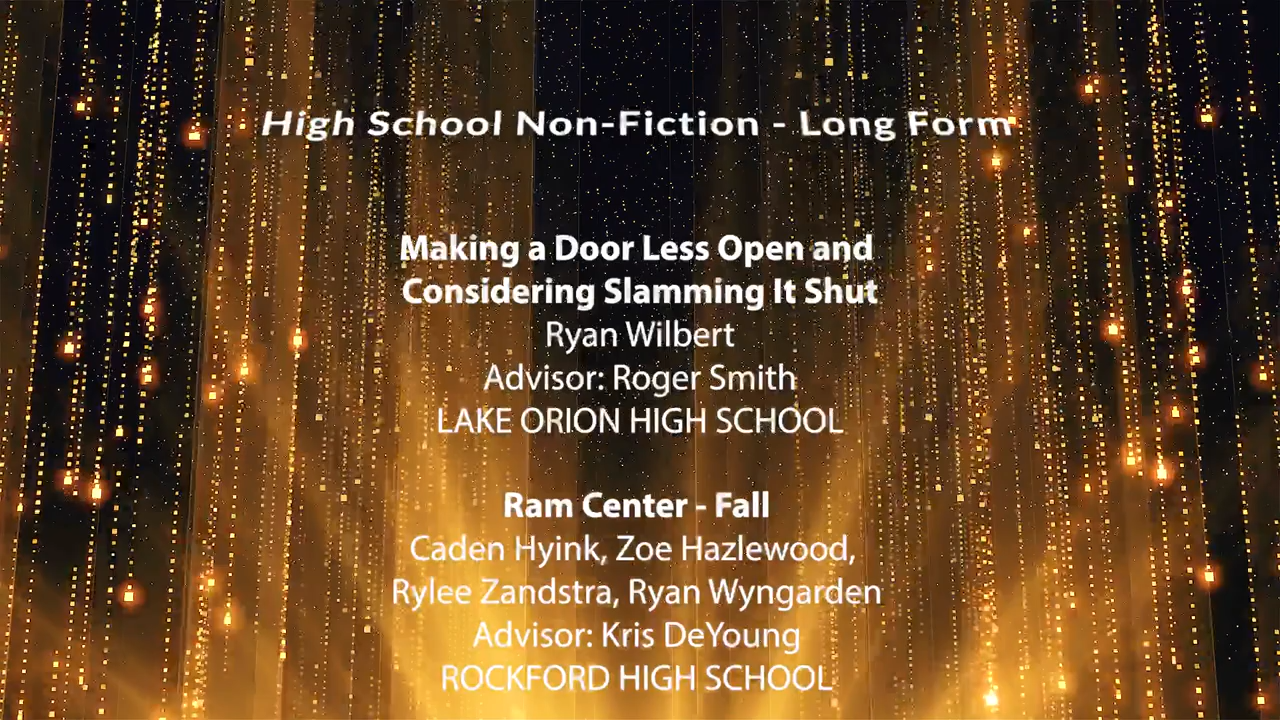 High School Non-Fiction - Long Form
Making a Door Less Open and
Considering Slamming It Shut
Ryan Wilbert
Advisor: Roger Smith
LAKE ORION HIGH SCHOOL
Ram Center - Fall
Caden Hyink, Zoe Hazlewood,
Rylee Zandstra, Ryan Wyngarden
Advisor: Kris DeYoung
ROCKFORD HIGH SCHOOL